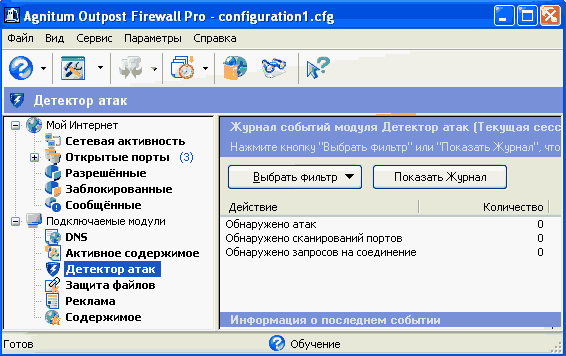 Agnitum Outpost Firewall Pro - configuration1.cfg
Файл Вид Сервис Параметры Справка
Детектор атак
Мой Интернет
Сетевая активность
Открытые порты (3)
Разрешённые
Заблокированные
Сообщённые
Подключаемые модули
DNS
Активное содержимое
Детектор атак
Защита файлов
Реклама
Содержимое
Журнал событий модуля Детектор атак (Текущая сесс
Нажмите кнопку "Выбрать фильтр" или "Показать Журнал", что
Выбрать фильтр Показать Журнал
Действие Количество
Обнаружено атак 0
Обнаружено сканирований портов 0
Обнаружено запросов на соединение 0
Информация о последнем событии
Готов Обучение